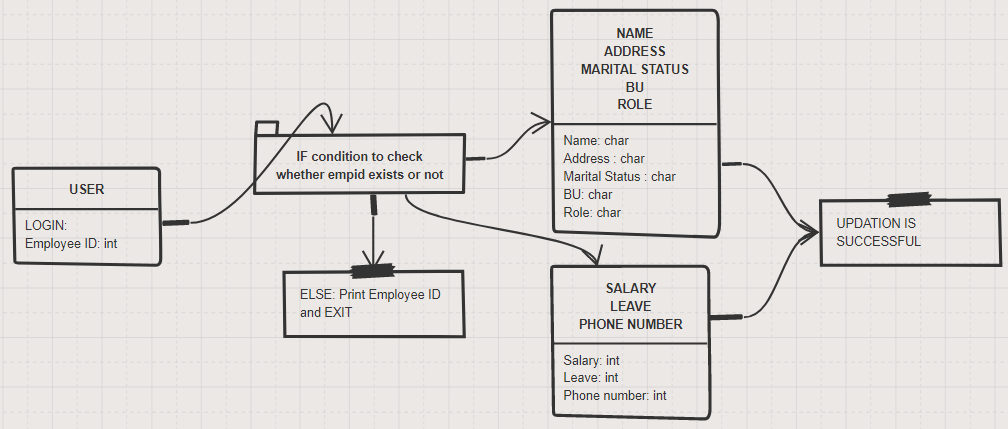 USER
LOGIN:
Employee ID: int
IF condition to check
whether empid exists or not
ELSE: Print Employee ID
and EXIT
NAME
ADDRESS
MARITAL STATUS
BU
ROLE
Name: char
Address : char
Marital Status : char
BU: char
Role: char
SALARY
LEAVE
PHONE NUMBER
Salary: int
Leave: int
Phone number: int
UPDATION IS
SUCCESSFUL